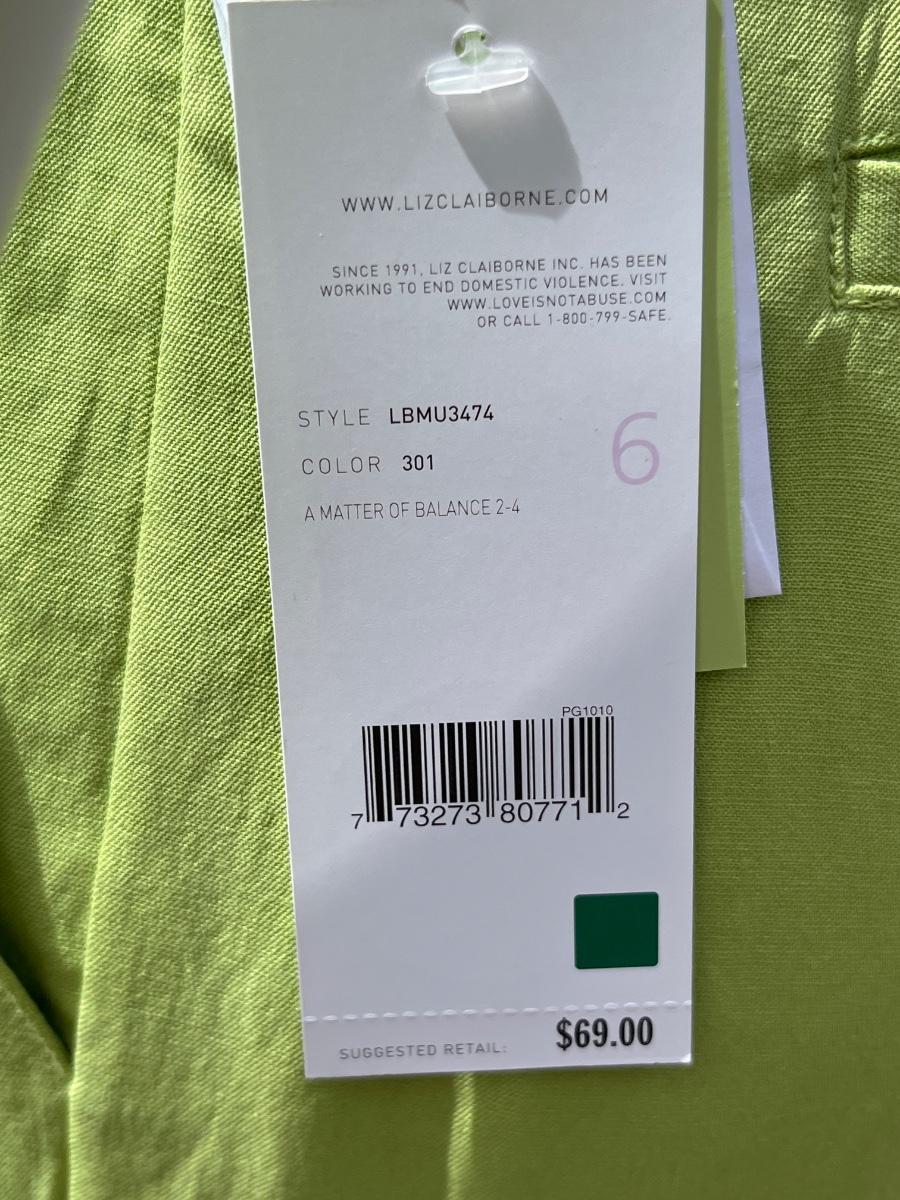 WWW.LIZCLAIBORNE.COM
SINCE 1991, LIZ CLAIBORNE INC. HAS BEEN
WORKING TO END DOMESTIC VIOLENCE. VISIT
WWW.LOVEISNOTABUSE.COM
OR CALL 1-800-799-SAFE.
STYLE LBMU3474
6
COLOR 301
A MATTER OF BALANCE 2-4
PG1010
7 73273 80771 2
SUGGESTED RETAIL: $69.00